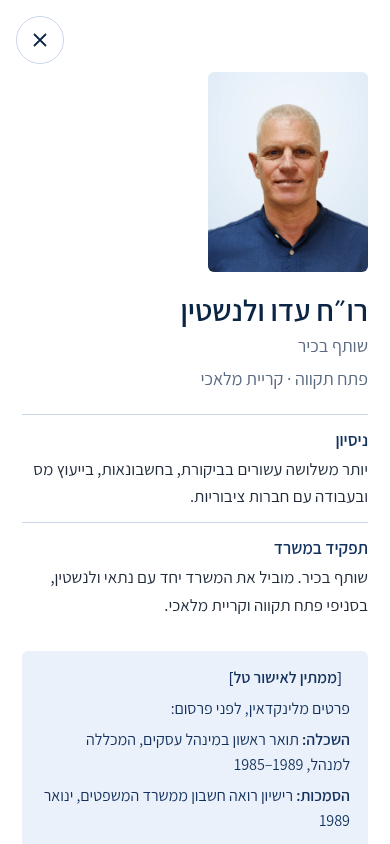 רו״ח עדו ולנשטין
שותף בכיר
פתח תקווה · קריית מלאכי
ניסיון
יותר משלושה עשורים בביקורת, בחשבונאות, בייעוץ מס
ובעבודה עם חברות ציבוריות.
תפקיד במשרד
שותף בכיר. מוביל את המשרד יחד עם נתאי ולנשטין,
בסניפי פתח תקווה וקריית מלאכי.
[ממתין לאישור טל]
פרטים מלינקדאין, לפני פרסום:
השכלה: תואר ראשון במינהל עסקים, המכללה
למנהל, 1989–1985
הסמכות: רישיון רואה חשבון ממשרד המשפטים, ינואר
1989